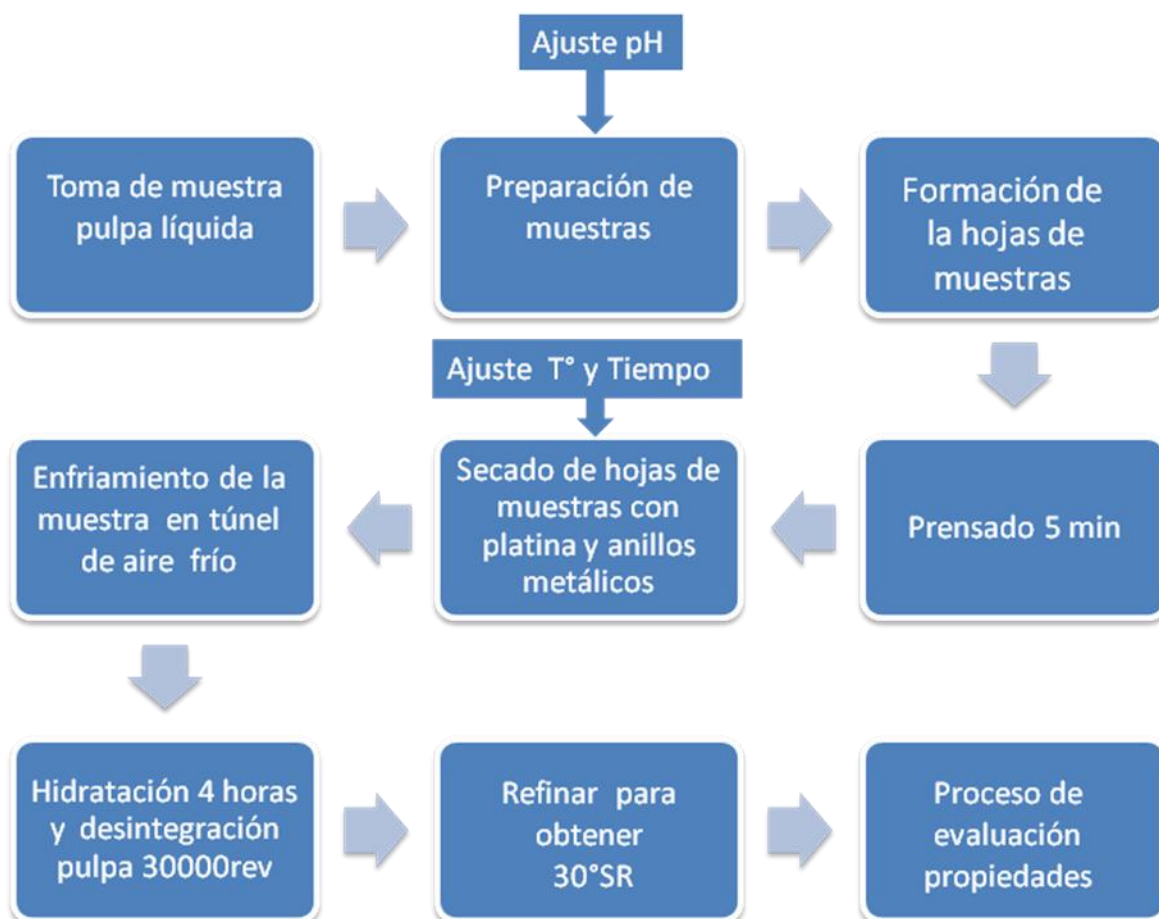 Ajuste pH
Toma de muestra
pulpa líquida
Preparación de
muestras
Formación de
la hojas de
muestras
Prensado 5 min
Ajuste T° y Tiempo
Secado de hojas de
muestras con
platina y anillos
metálicos
Enfriamiento de la
muestra en túnel
de aire frío
Hidratación 4 horas
y desintegración
pulpa 30000rev
Refinar para
obtener
30°SR
Proceso de
evaluación
propiedades